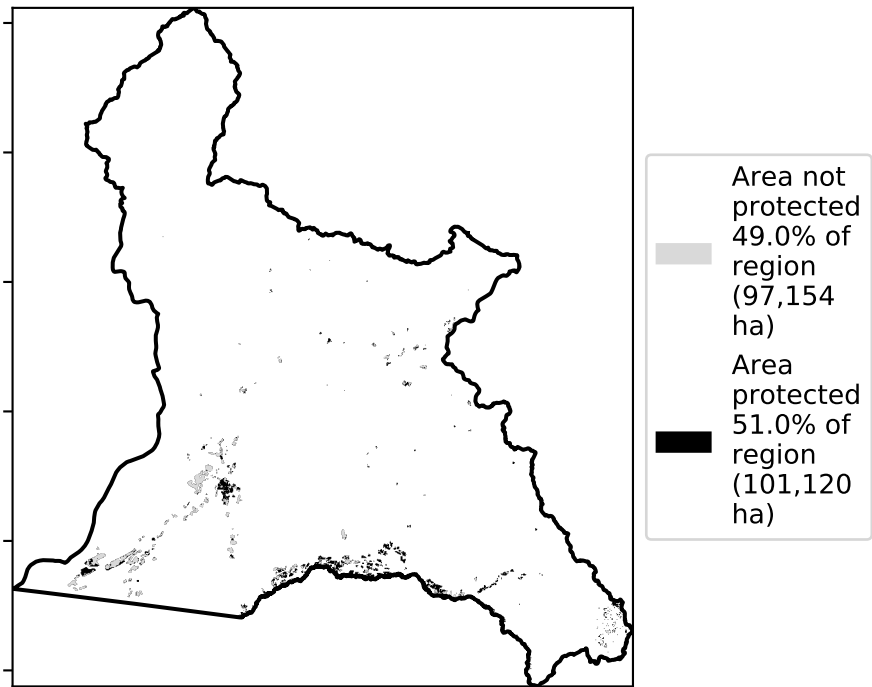 Area not
protected
49.0% of
region
(97,154
ha)
Area
protected
51.0% of
region
(101,120
ha)